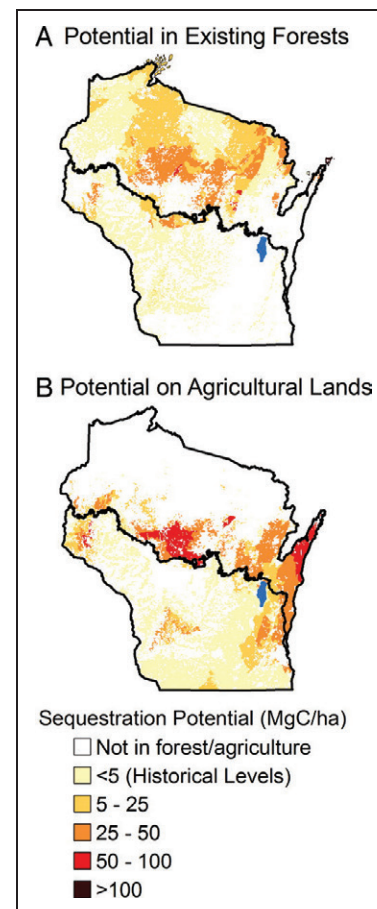 A Potential in Existing Forests
B Potential on Agricultural Lands
Sequestration Potential (MgC/ha)
Not in forest/agriculture
<5 (Historical Levels)
5 - 25
25 - 50
50 - 100
>100